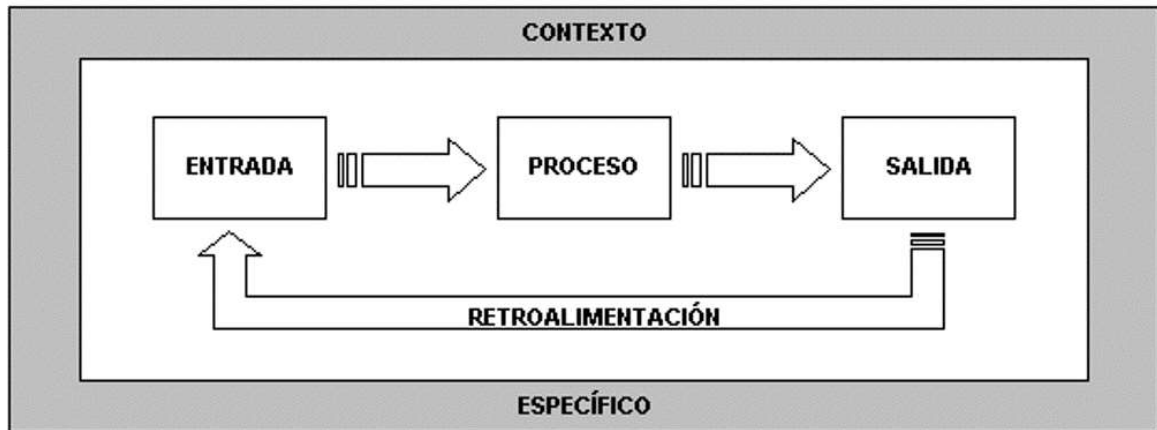 CONTEXTO
ENTRADA
PROCESO
SALIDA
RETROALIMENTACIÓN
ESPECÍFICO